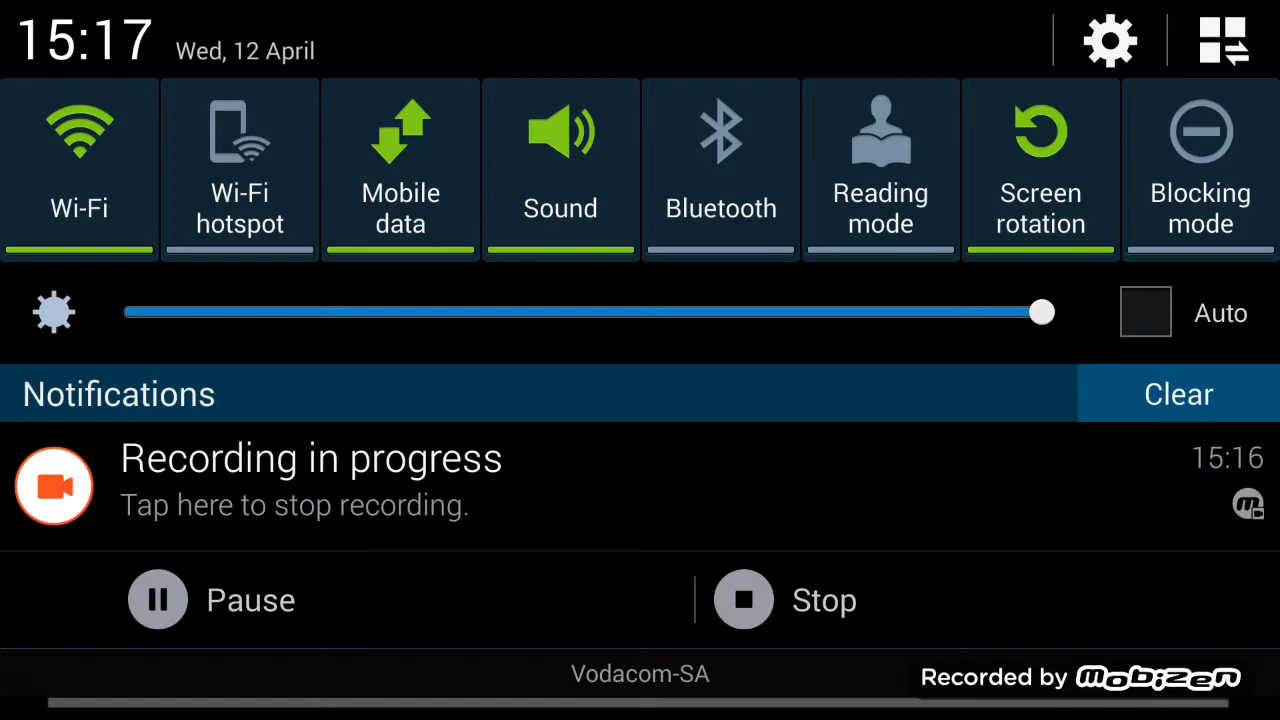 15:17 Wed, 12 April
Wi-Fi
Wi-Fi
hotspot
Mobile
data
Sound
Bluetooth
Reading
mode
Screen
rotation
Blocking
mode
Auto
Notifications Clear
Recording in progress 15:16
Tap here to stop recording.
Pause Stop
Vodacom-SA
Recorded by mobizen